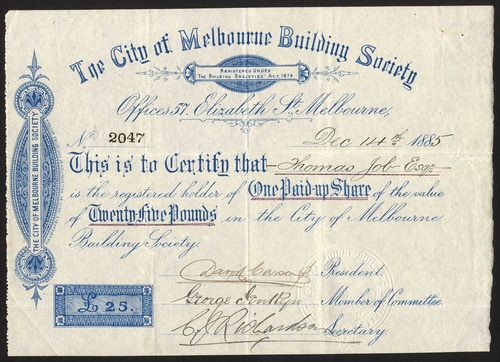 The City of Melbourne Building Society
REGISTERED UNDER
THE BUILDING SOCIETIES ACT, 1874
Offices 57, Elizabeth St. Melbourne,
No 2047
Dec 14th 1885
This is to Certify that Thomas Job Esqre
is the registered holder of One Paid-up Share of the value
of Twenty Five Pounds in the City of Melbourne
Building Society.
THE CITY OF MELBOURNE BUILDING SOCIETY
David President.
George Member of Committee
C J Richardson Secretary
£ 25.